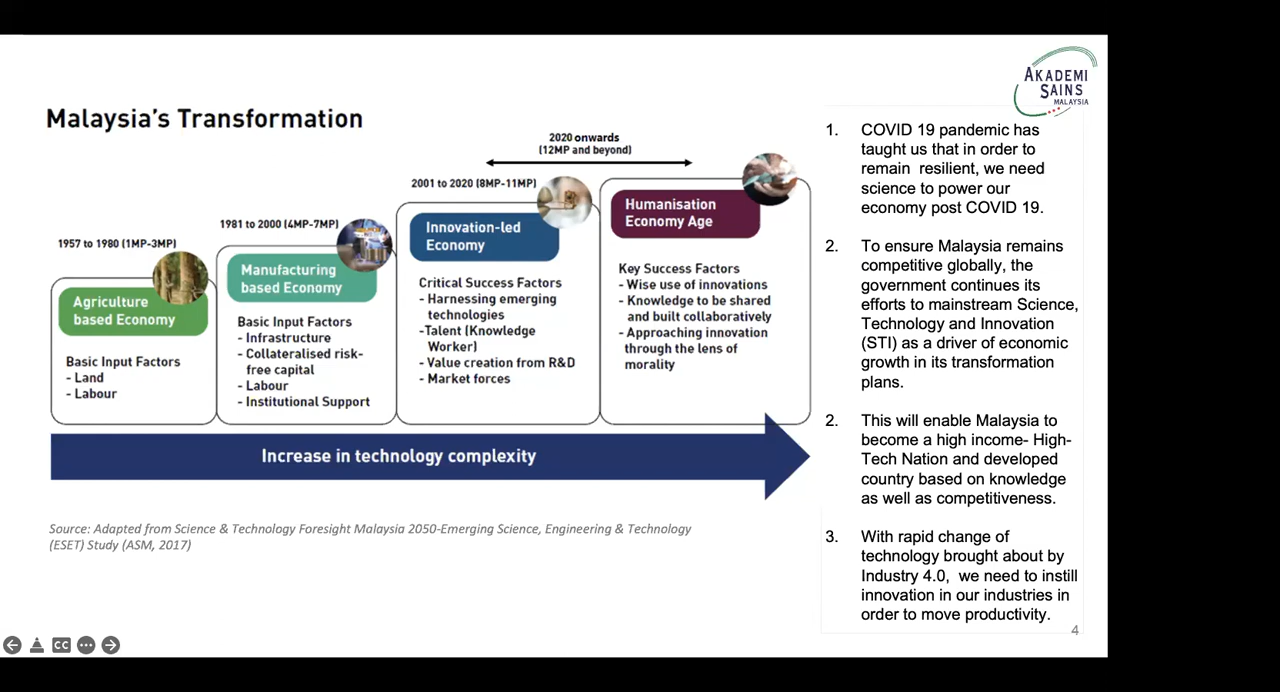 AKADEMI
SAINS
MALAYSIA
Malaysia's Transformation
1957 to 1980 (1MP-3MP)
Agriculture
based Economy
Basic Input Factors
- Land
- Labour
1981 to 2000 (4MP-7MP)
Manufacturing
based Economy
Basic Input Factors
- Infrastructure
- Collateralised risk-
free capital
- Labour
- Institutional Support
2001 to 2020 (8MP-11MP)
Innovation-led
Economy
Critical Success Factors
- Harnessing emerging
technologies
-Talent (Knowledge
Worker)
- Value creation from R&D
- Market forces
2020 onwards
(12MP and beyond)
Humanisation
Economy Age
Key Success Factors
- Wise use of innovations
- Knowledge to be shared
and built collaboratively
- Approaching innovation
through the lens of
morality
Increase in technology complexity
Source: Adapted from Science & Technology Foresight Malaysia 2050-Emerging Science, Engineering & Technology
(ESET) Study (ASM, 2017)
1. COVID 19 pandemic has
taught us that in order to
remain resilient, we need
science to power our
economy post COVID 19.
2. To ensure Malaysia remains
competitive globally, the
government continues its
efforts to mainstream Science,
Technology and Innovation
(STI) as a driver of economic
growth in its transformation
plans.
2. This will enable Malaysia to
become a high income- High-
Tech Nation and developed
country based on knowledge
as well as competitiveness.
3. With rapid change of
technology brought about by
Industry 4.0, we need to instill
innovation in our industries in
order to move productivity.
4
CC